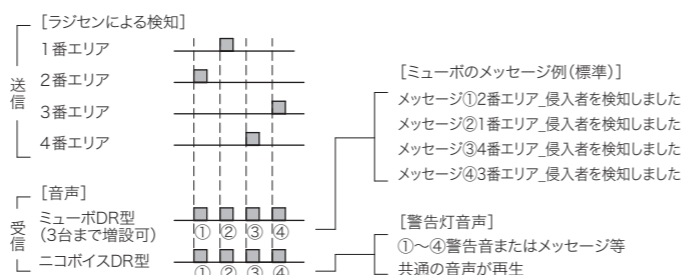 [ラジセンによる検知]
1番エリア
2番エリア
3番エリア
4番エリア
送信
[音声]
ミューボDR型
(3台まで増設可)
① ② ③ ④
ニコボイスDR型
① ② ③ ④
受信
[ミューボのメッセージ例(標準)]
メッセージ①2番エリア_侵入者を検知しました
メッセージ②1番エリア_侵入者を検知しました
メッセージ③4番エリア_侵入者を検知しました
メッセージ④3番エリア_侵入者を検知しました
[警告灯音声]
①〜④警告音またはメッセージ等
共通の音声が再生